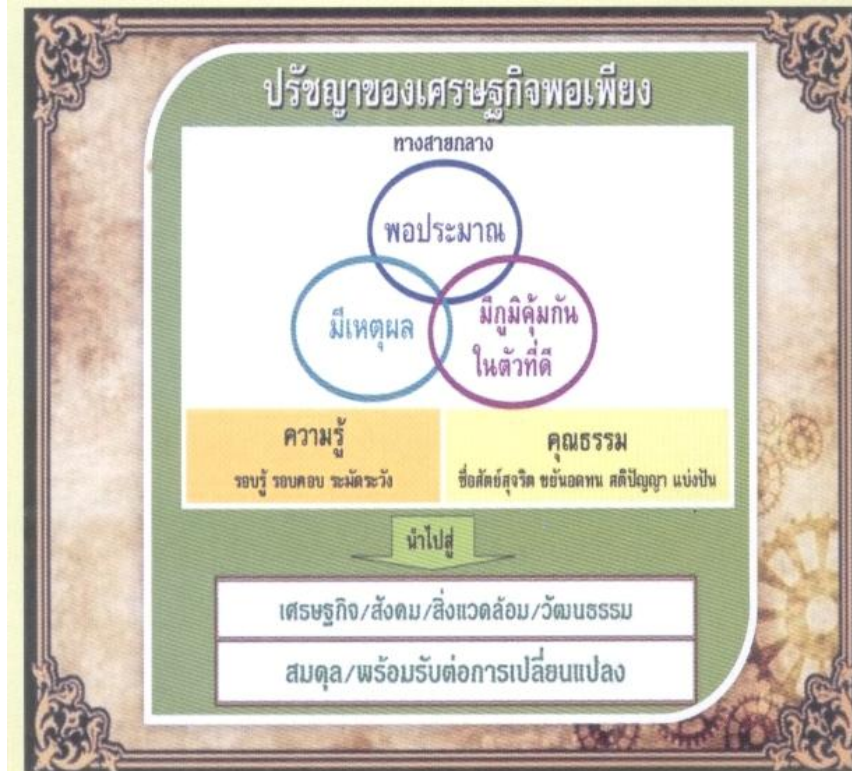 ปรัชญาของเศรษฐกิจพอเพียง
ทางสายกลาง
พอประมาณ
มีเหตุผล
มีภูมิคุ้มกัน
ในตัวที่ดี
ความรู้
รอบรู้ รอบคอบ ระมัดระวัง
คุณธรรม
ซื่อสัตย์สุจริต ขยันอดทน สติปัญญา แบ่งปัน
นำไปสู่
เศรษฐกิจ/สังคม/สิ่งแวดล้อม/วัฒนธรรม
สมดุล/พร้อมรับต่อการเปลี่ยนแปลง